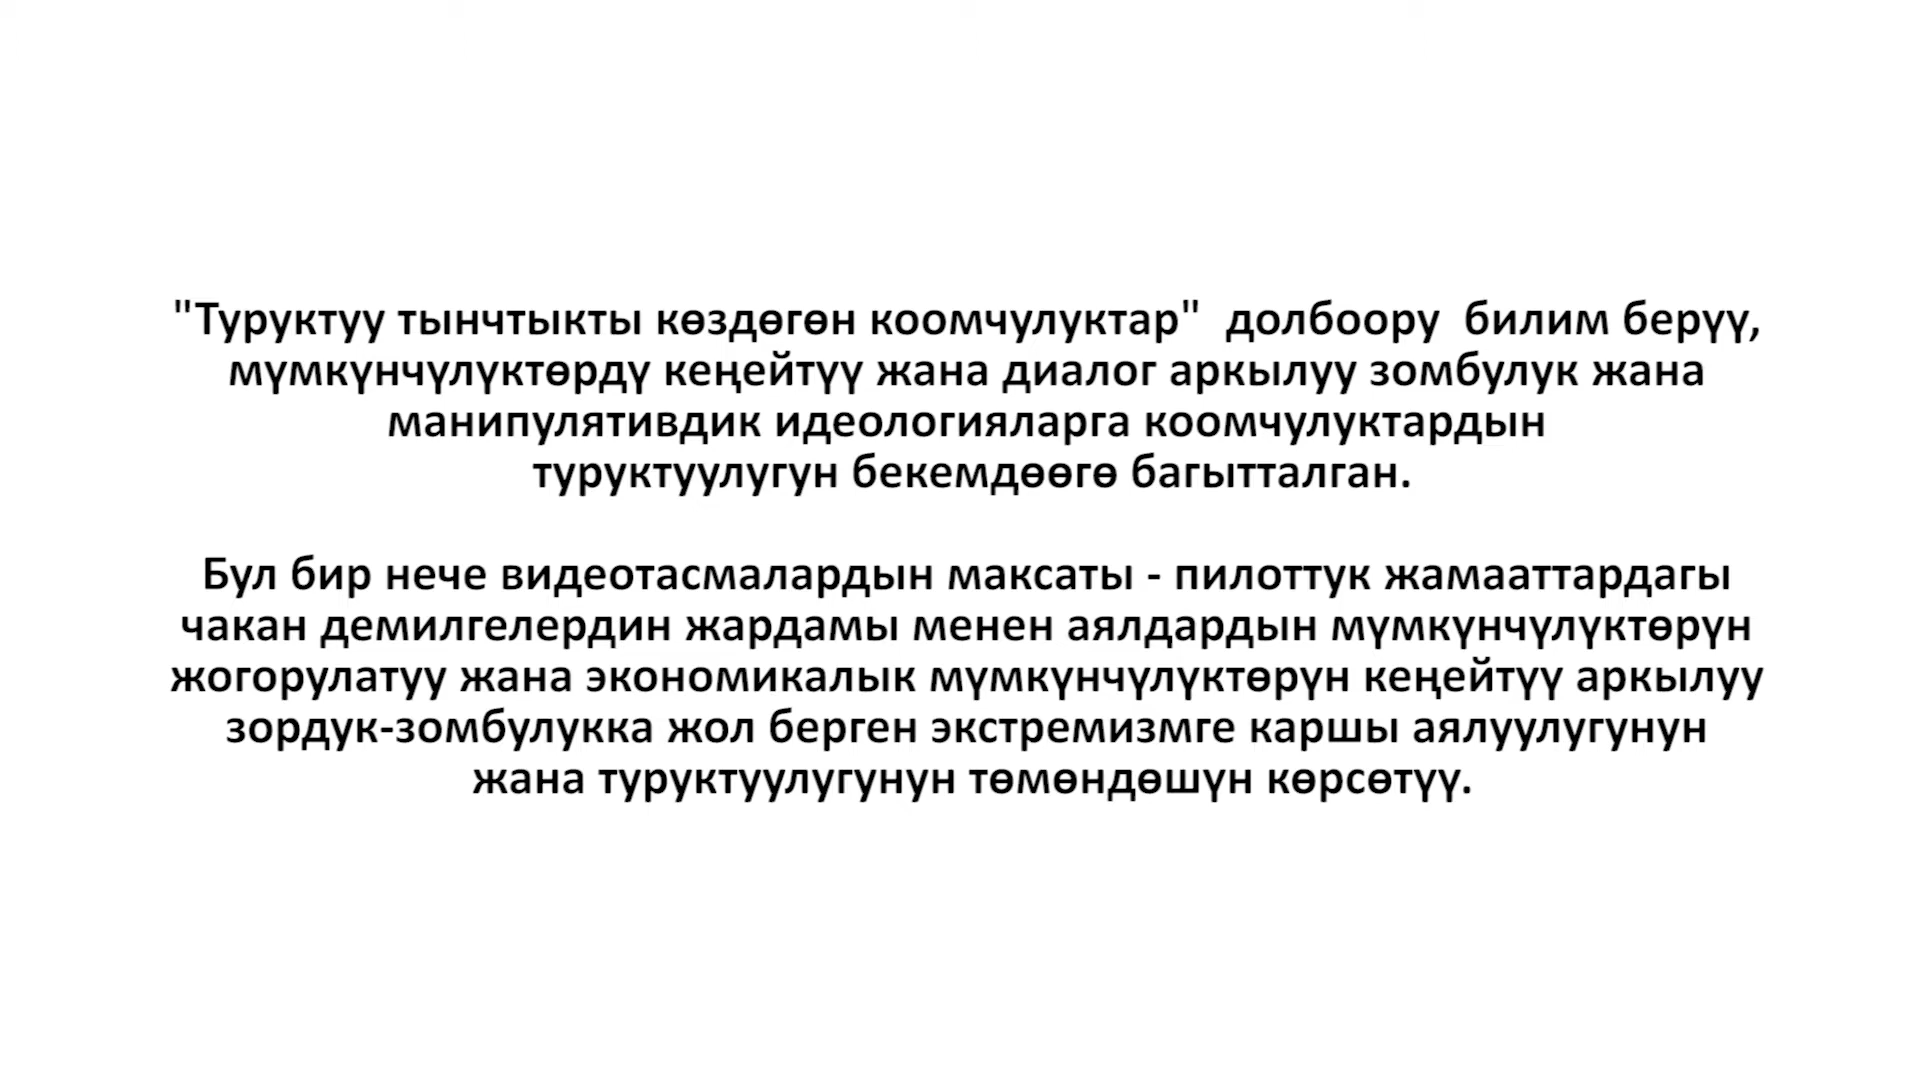 "Туруктуу тынчтыкты көздөгөн коомчулуктар"  долбоору  билим берүү,
мүмкүнчүлүктөрдү кеңейтүү жана диалог аркылуу зомбулук жана
манипулятивдик идеологияларга коомчулуктардын
туруктуулугун бекемдөөгө багытталган.
Бул бир нече видеотасмалардын максаты - пилоттук жамааттардагы
чакан демилгелердин жардамы менен аялдардын мүмкүнчүлүктөрүн
жогорулатуу жана экономикалык мүмкүнчүлүктөрүн кеңейтүү аркылуу
зордук-зомбулукка жол берген экстремизмге каршы аялуулугунун
жана туруктуулугунун төмөндөшүн көрсөтүү.